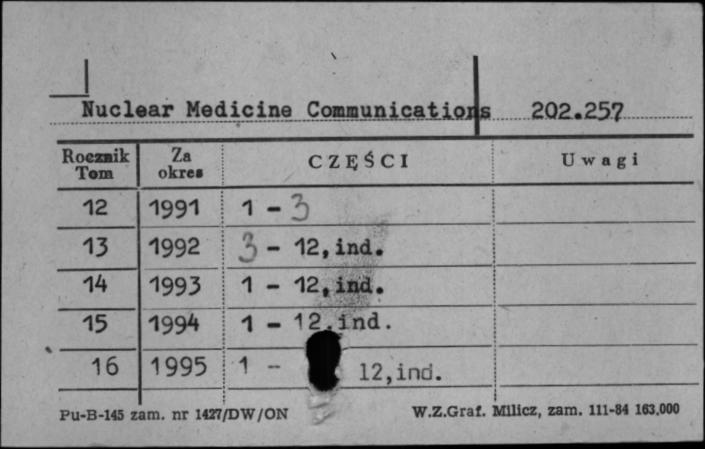 Nuclear Medicine Communications 202.257
Rocznik Tom Za okres CZĘŚCI Uwagi
12 1991 1 - 3
13 1992 3 - 12,ind.
14 1993 1 - 12,ind.
15 1994 1 - 12,ind.
16 1995 1 - 12,ind.
Pu-B-145 zam. nr 1427/DW/ON W.Z.Graf. Milicz, zam. 111-84 163,000